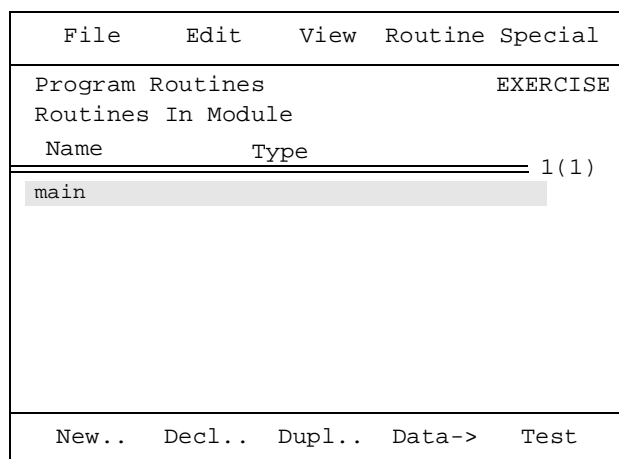 File Edit View Routine Special
Program Routines EXERCISE
Routines In Module
Name Type
1(1)
main
New.. Decl.. Dupl.. Data-> Test